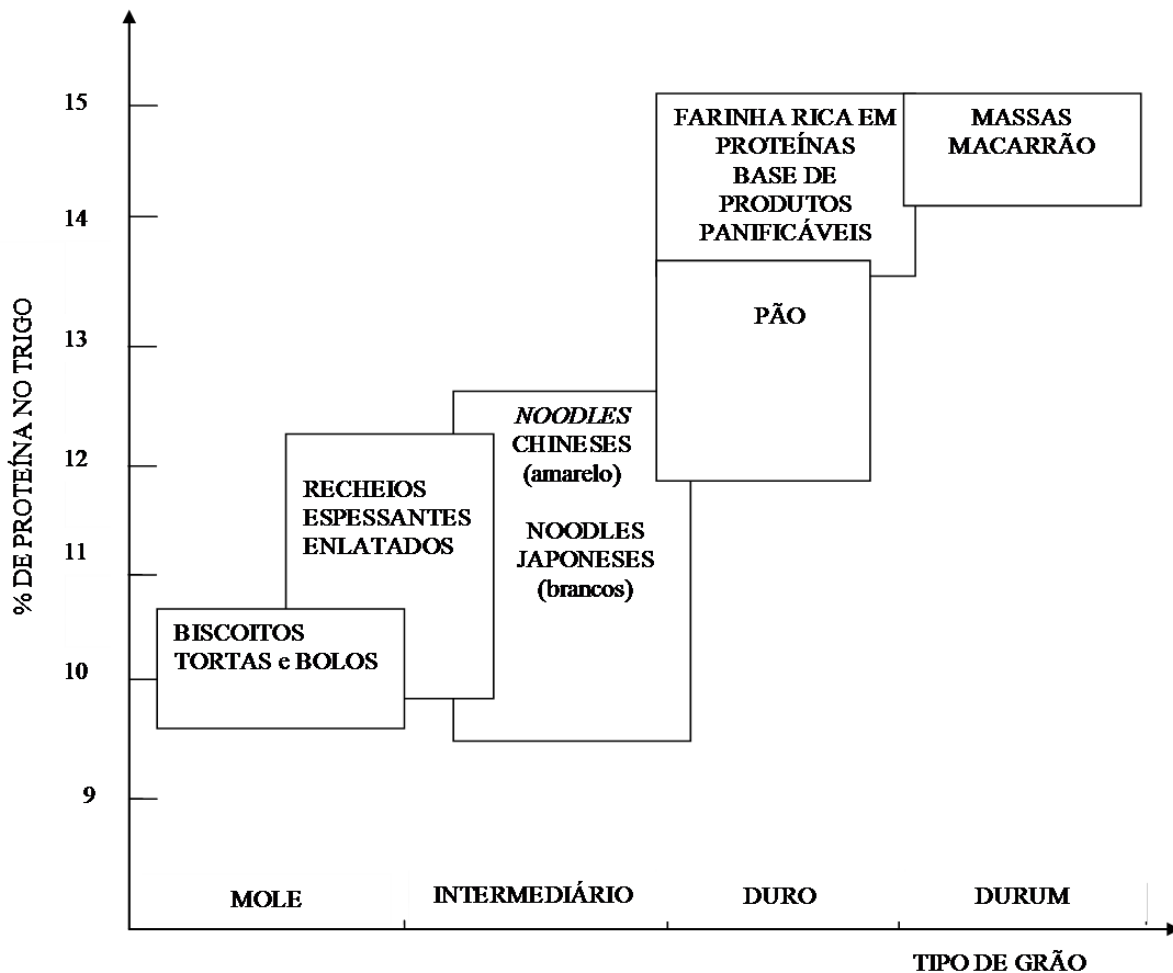 % DE PROTEÍNA NO TRIGO
15
14
13
12
11
10
9
FARINHA RICA EM
PROTEÍNAS
BASE DE
PRODUTOS
PANIFICÁVEIS
MASSAS
MACARRÃO
PÃO
NOODLES
CHINESES
(amarelo)
NOODLES
JAPONESES
(brancos)
RECHEIOS
ESPESSANTES
ENLATADOS
BISCOITOS
TORTAS e BOLOS
MOLE
INTERMEDIÁRIO
DURO
DURUM
TIPO DE GRÃO